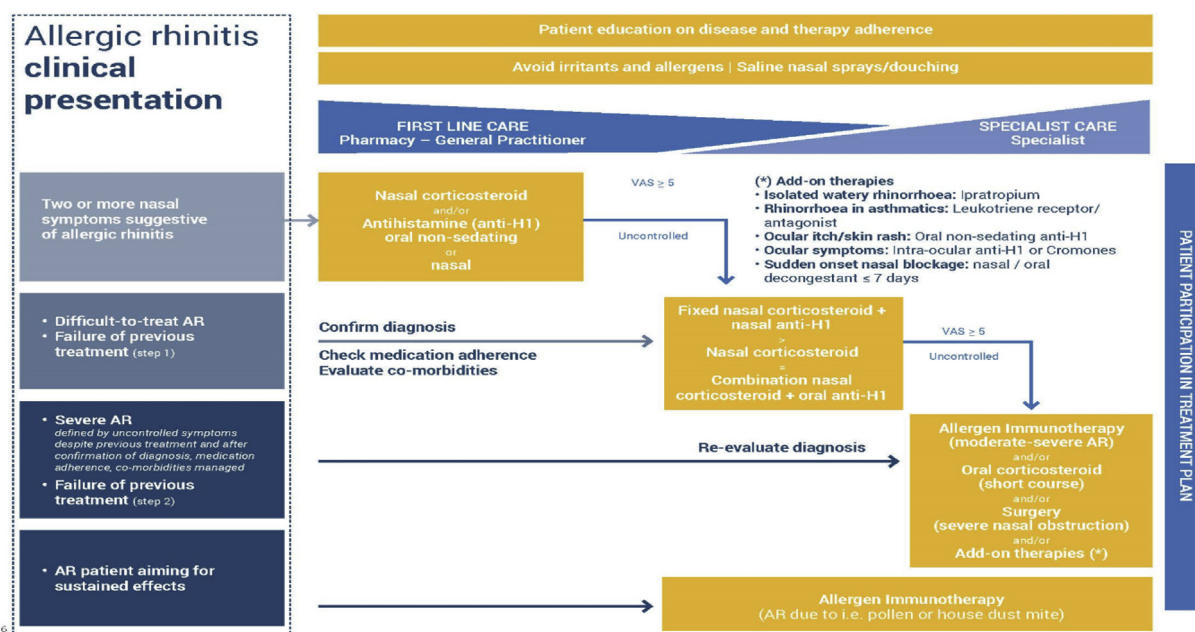 Allergic rhinitis
clinical
presentation
Patient education on disease and therapy adherence
Avoid irritants and allergens | Saline nasal sprays/douching
FIRST LINE CARE
Pharmacy – General Practitioner
SPECIALIST CARE
Specialist
Two or more nasal
symptoms suggestive
of allergic rhinitis
Nasal corticosteroid
and/or
Antihistamine (anti-H1)
oral non-sedating
or
nasal
VAS ≥ 5
Uncontrolled
(*) Add-on therapies
• Isolated watery rhinorrhoea: Ipratropium
• Rhinorrhoea in asthmatics: Leukotriene receptor/
antagonist
• Ocular itch/skin rash: Oral non-sedating anti-H1
• Ocular symptoms: Intra-ocular anti-H1 or Cromones
• Sudden onset nasal blockage: nasal / oral
decongestant ≤ 7 days
• Difficult-to-treat AR
• Failure of previous
treatment (step 1)
Confirm diagnosis
Check medication adherence
Evaluate co-morbidities
Fixed nasal corticosteroid +
nasal anti-H1
>
Nasal corticosteroid
=
Combination nasal
corticosteroid + oral anti-H1
VAS ≥ 5
Uncontrolled
• Severe AR
defined by uncontrolled symptoms
despite previous treatment and after
confirmation of diagnosis, medication
adherence, co-morbidities managed
• Failure of previous
treatment (step 2)
Re-evaluate diagnosis
Allergen Immunotherapy
(moderate-severe AR)
and/or
Oral corticosteroid
(short course)
and/or
Surgery
(severe nasal obstruction)
and/or
Add-on therapies (*)
• AR patient aiming for
sustained effects
Allergen Immunotherapy
(AR due to i.e. pollen or house dust mite)
PATIENT PARTICIPATION IN TREATMENT PLAN
6